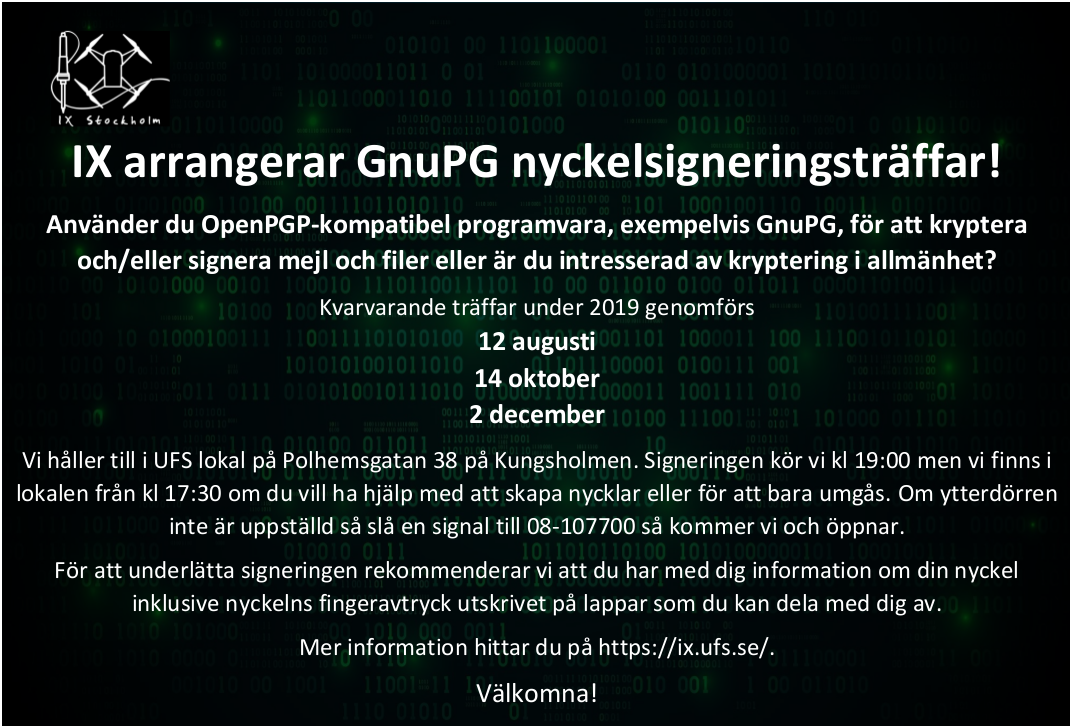 IX Stockholm
IX arrangerar GnuPG nyckelsigneringsträffar!
Använder du OpenPGP-kompatibel programvara, exempelvis GnuPG, för att kryptera
och/eller signera mejl och filer eller är du intresserad av kryptering i allmänhet?
Kvarvarande träffar under 2019 genomförs
12 augusti
14 oktober
2 december
Vi håller till i UFS lokal på Polhemsgatan 38 på Kungsholmen. Signeringen kör vi kl 19:00 men vi finns i
lokalen från kl 17:30 om du vill ha hjälp med att skapa nycklar eller för att bara umgås. Om ytterdörren
inte är uppställd så slå en signal till 08-107700 så kommer vi och öppnar.
För att underlätta signeringen rekommenderar vi att du har med dig information om din nyckel
inklusive nyckelns fingeravtryck utskrivet på lappar som du kan dela med dig av.
Mer information hittar du på https://ix.ufs.se/.
Välkomna!